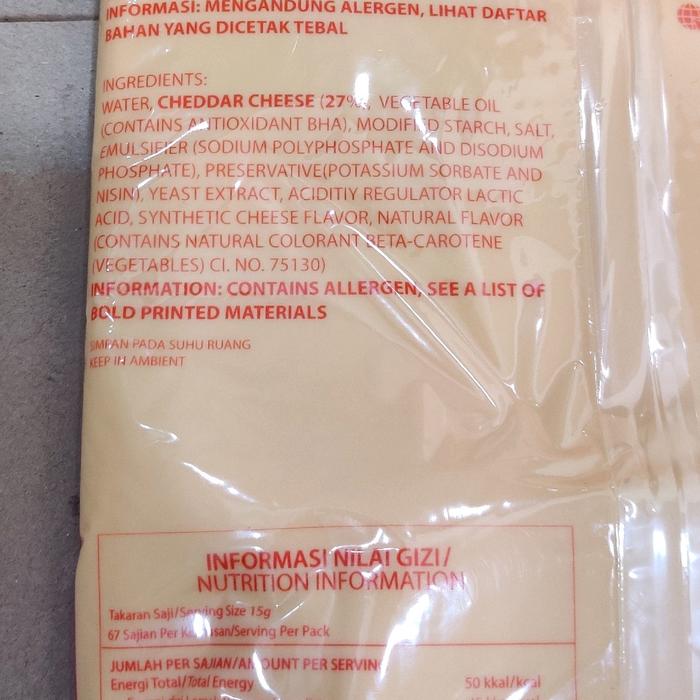 INFORMASI: MENGANDUNG ALERGEN, LIHAT DAFTAR
BAHAN YANG DICETAK TEBAL
INGREDIENTS:
WATER, CHEDDAR CHEESE (27%), VEGETABLE OIL
(CONTAINS ANTIOXIDANT BHA), MODIFIED STARCH, SALT,
EMULSIFIER (SODIUM POLYPHOSPHATE AND DISODIUM
PHOSPHATE), PRESERVATIVE(POTASSIUM SORBATE AND
NISIN), YEAST EXTRACT, ACIDITIY REGULATOR LACTIC
ACID, SYNTHETIC CHEESE FLAVOR, NATURAL FLAVOR
(CONTAINS NATURAL COLORANT BETA-CAROTENE
(VEGETABLES) CI. NO. 75130)
INFORMATION: CONTAINS ALLERGEN, SEE A LIST OF
BOLD PRINTED MATERIALS
SIMPAN PADA SUHU RUANG
KEEP IN AMBIENT
INFORMASI NILAI GIZI/
NUTRITION INFORMATION
Takaran Saji/Serving Size 15g
67 Sajian Per Kemasan/Serving Per Pack
JUMLAH PER SAJIAN/AMOUNT PER SERVING
Energi Total/Total Energy 50 kkal/kcal